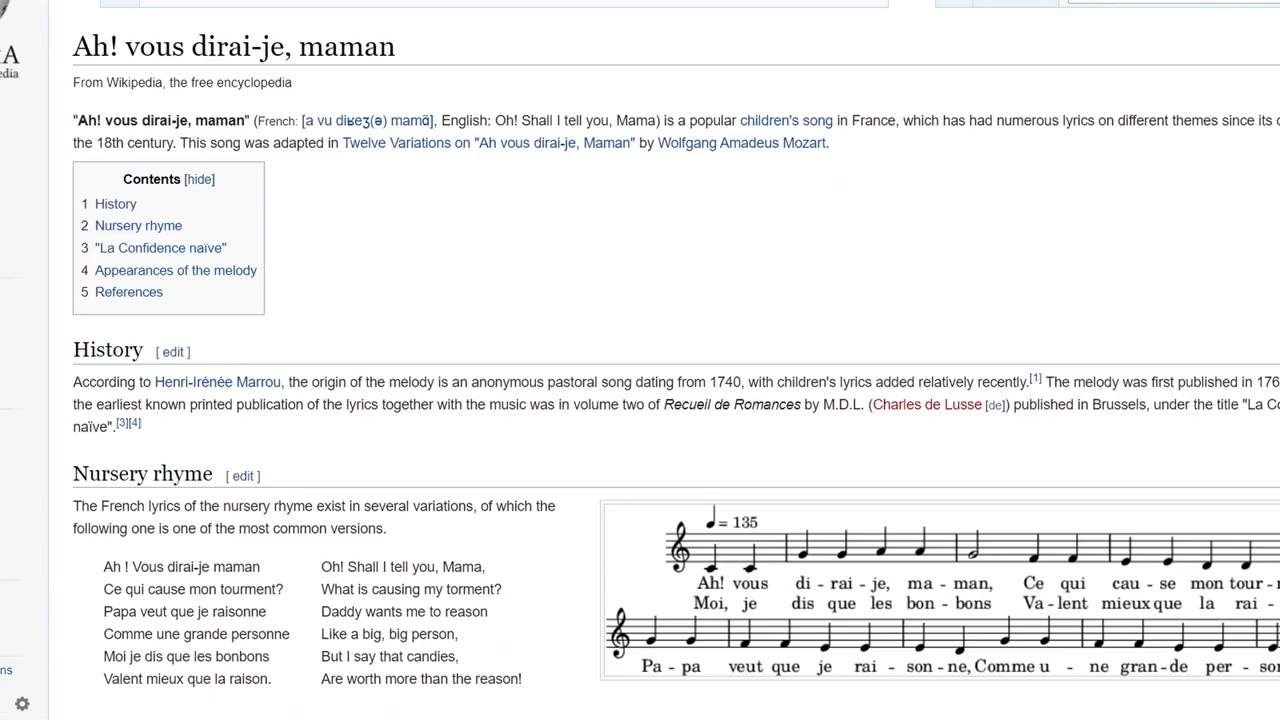 A
edia
Ah! vous dirai-je, maman
From Wikipedia, the free encyclopedia
"Ah! vous dirai-je, maman" (French: [a vu diʁeʒ(ə) mamɑ̃], English: Oh! Shall I tell you, Mama) is a popular children's song in France, which has had numerous lyrics on different themes since its
the 18th century. This song was adapted in Twelve Variations on "Ah vous dirai-je, Maman" by Wolfgang Amadeus Mozart.
Contents [hide]
1 History
2 Nursery rhyme
3 "La Confidence naïve"
4 Appearances of the melody
5 References
History [ edit ]
According to Henri-Irénée Marrou, the origin of the melody is an anonymous pastoral song dating from 1740, with children's lyrics added relatively recently.[1] The melody was first published in 176
the earliest known printed publication of the lyrics together with the music was in volume two of Recueil de Romances by M.D.L. (Charles de Lusse [de]) published in Brussels, under the title "La Co
naïve".[3][4]
Nursery rhyme [ edit ]
The French lyrics of the nursery rhyme exist in several variations, of which the
following one is one of the most common versions.
Ah ! Vous dirai-je maman
Ce qui cause mon tourment?
Papa veut que je raisonne
Comme une grande personne
Moi je dis que les bonbons
Valent mieux que la raison.
Oh! Shall I tell you, Mama,
What is causing my torment?
Daddy wants me to reason
Like a big, big person,
But I say that candies,
Are worth more than the reason!
= 135
Ah! vous di - rai - je, ma - man, Ce qui cau - se mon tour -
Moi, je dis que les bon - bons Va - lent mieux que la rai -
Pa - pa veut que je rai - son - ne, Comme u - ne gran - de per - son
ns